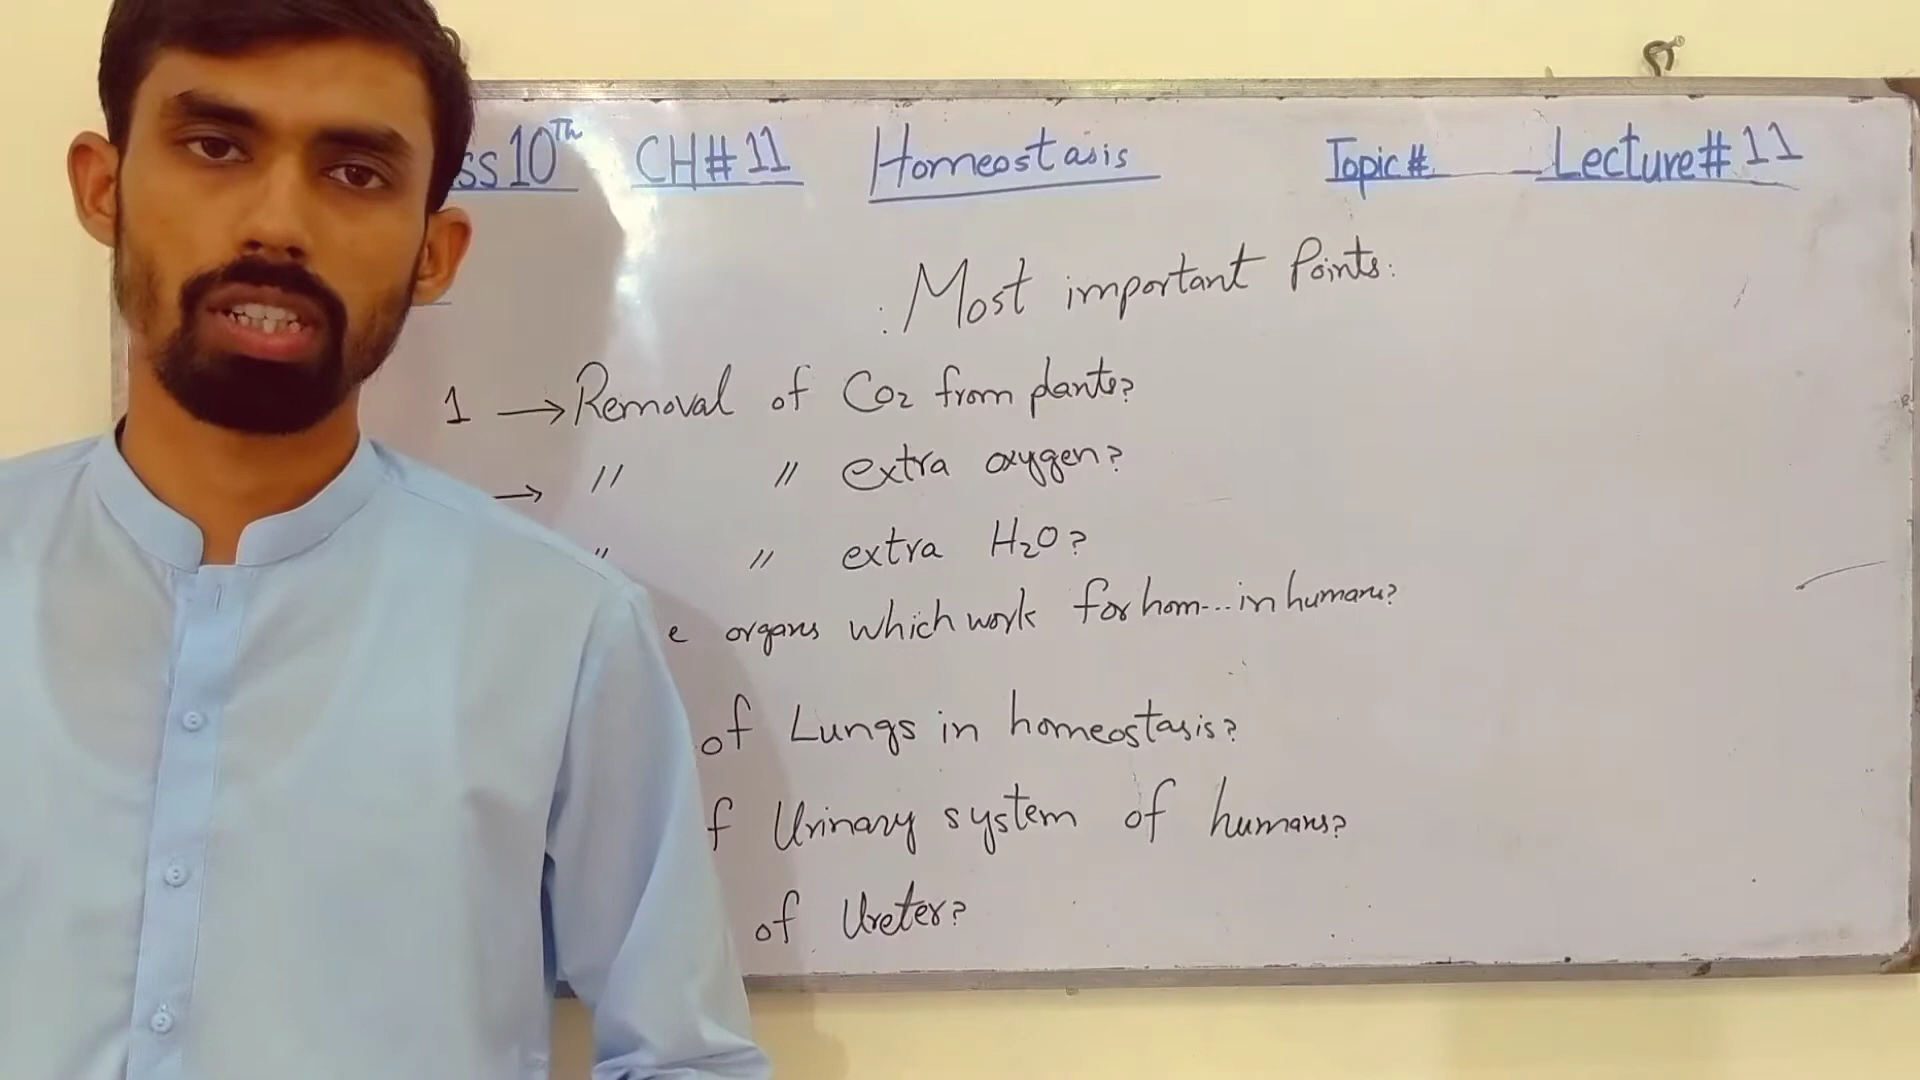 ss 10th CH#11 Homeostasis Topic# Lecture#11
: Most important Points:
1 → Removal of CO2 from plants?
→ " " extra oxygen?
" " extra H2O?
e organs which work for hom... in humans?
of Lungs in homeostasis?
f Urinary system of humans?
of Ureter?